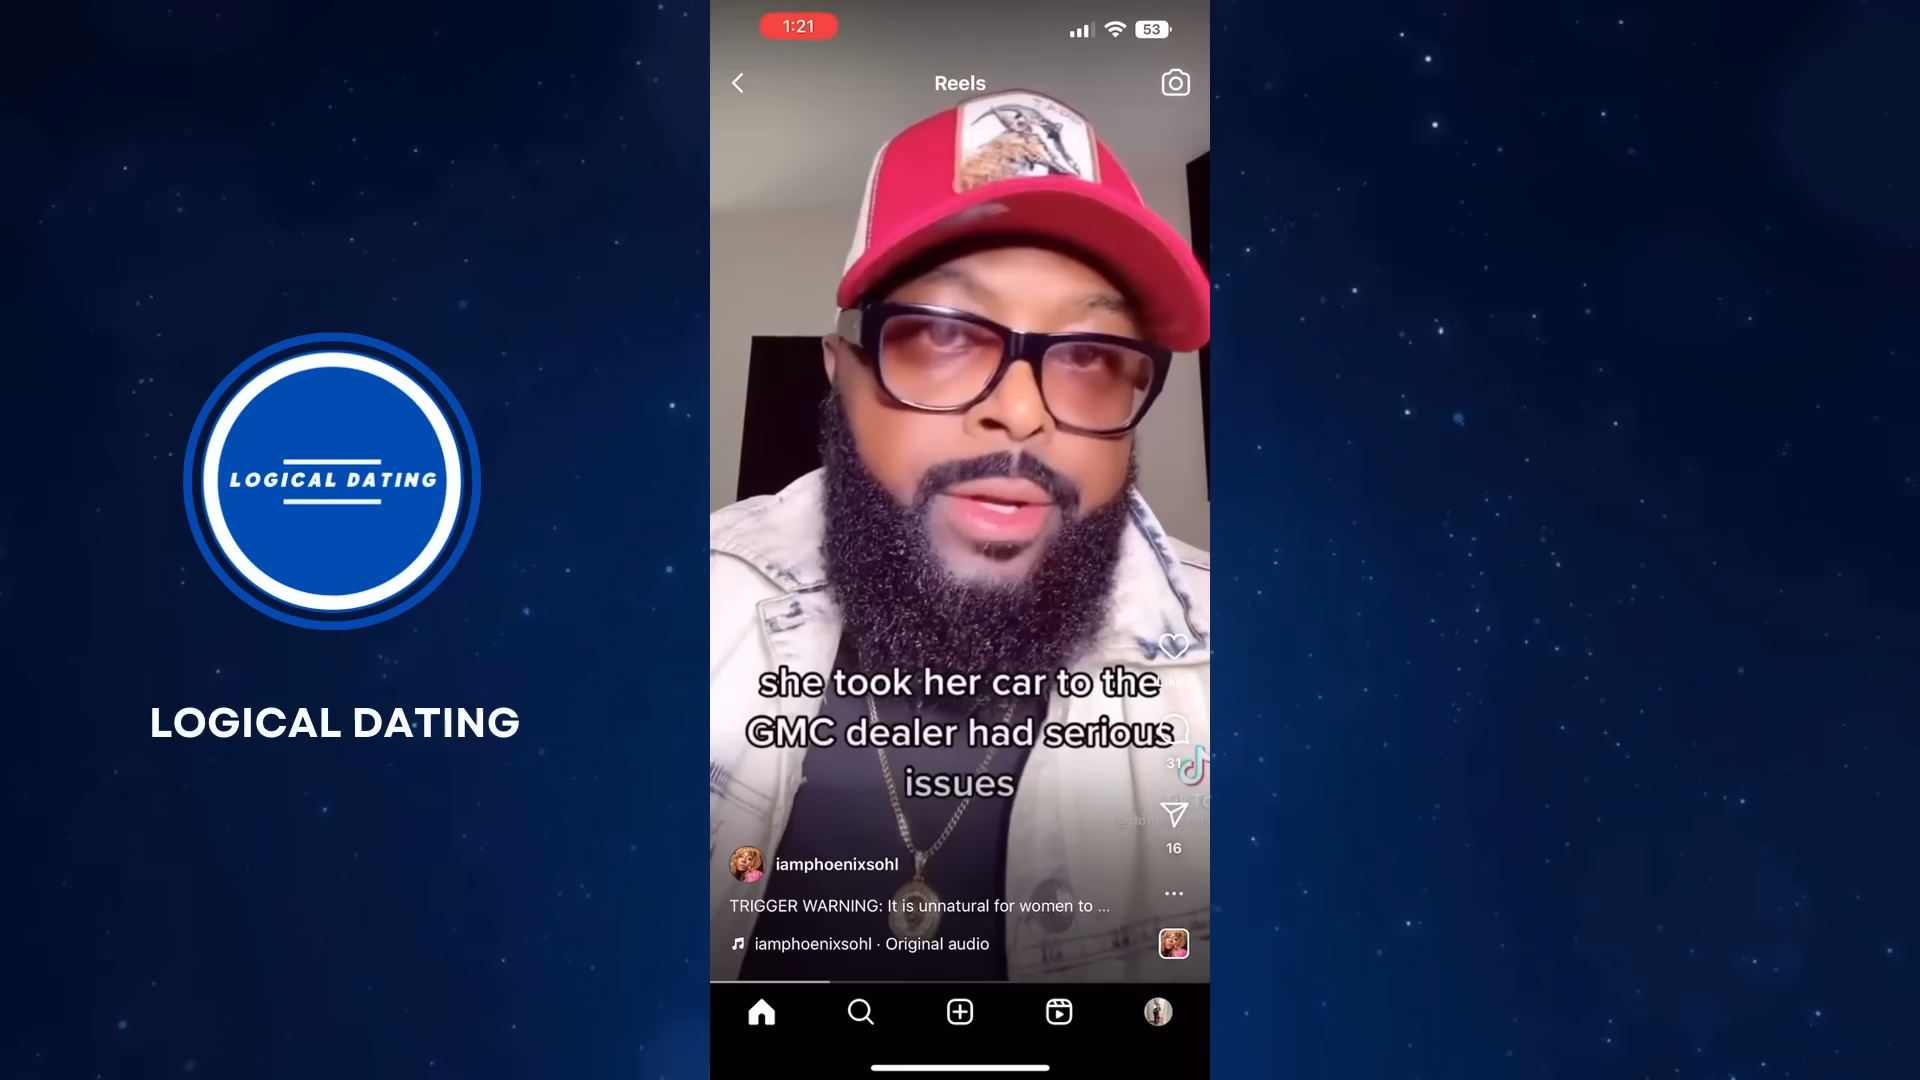 1:21
53
Reels
LOGICAL DATING
LOGICAL DATING
she took her car to the
GMC dealer had serious
issues
31
16
iamphoenixsohl
TRIGGER WARNING: It is unnatural for women to ...
iamphoenixsohl · Original audio